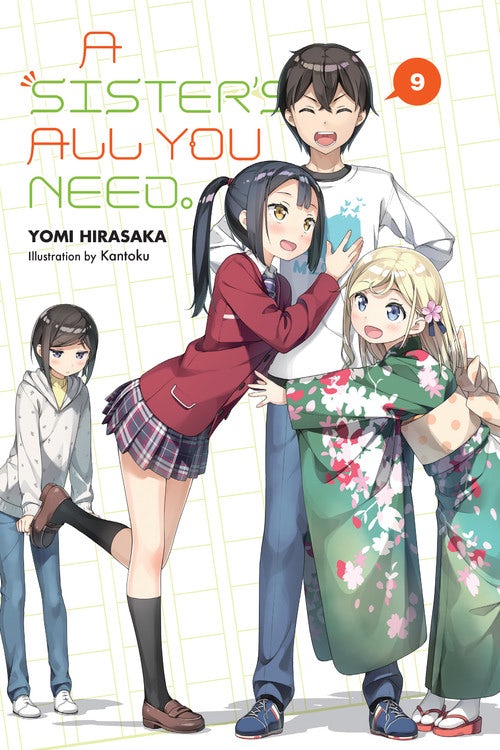 A
SISTER'S
ALL YOU
NEED.
YOMI HIRASAKA
Illustration by Kantoku
9